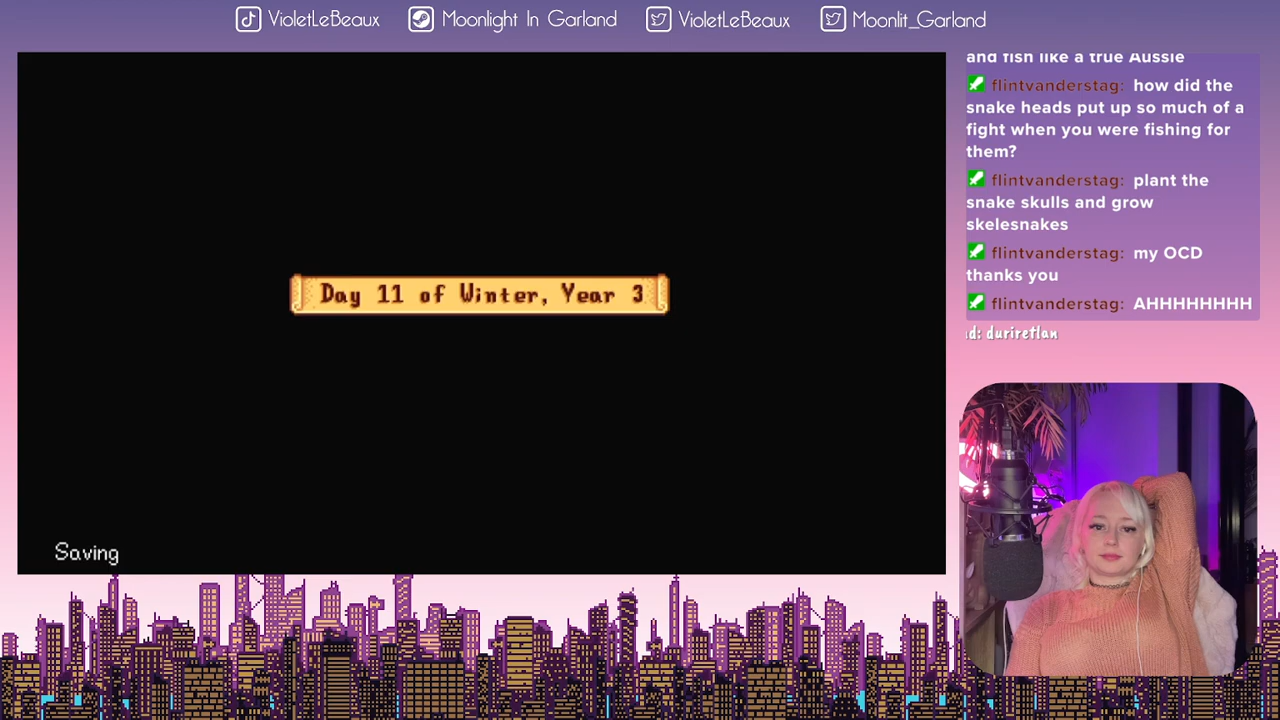 VioletLeBeaux Moonlight In Garland VioletLeBeaux Moonlit_Garland
and fish like a true Aussie
flintvanderstag: how did the
snake heads put up so much of a
fight when you were fishing for
them?
flintvanderstag: plant the
snake skulls and grow
skelesnakes
flintvanderstag: my OCD
thanks you
flintvanderstag: AHHHHHHHH
d: duriretlan
Day 11 of Winter, Year 3
Saving